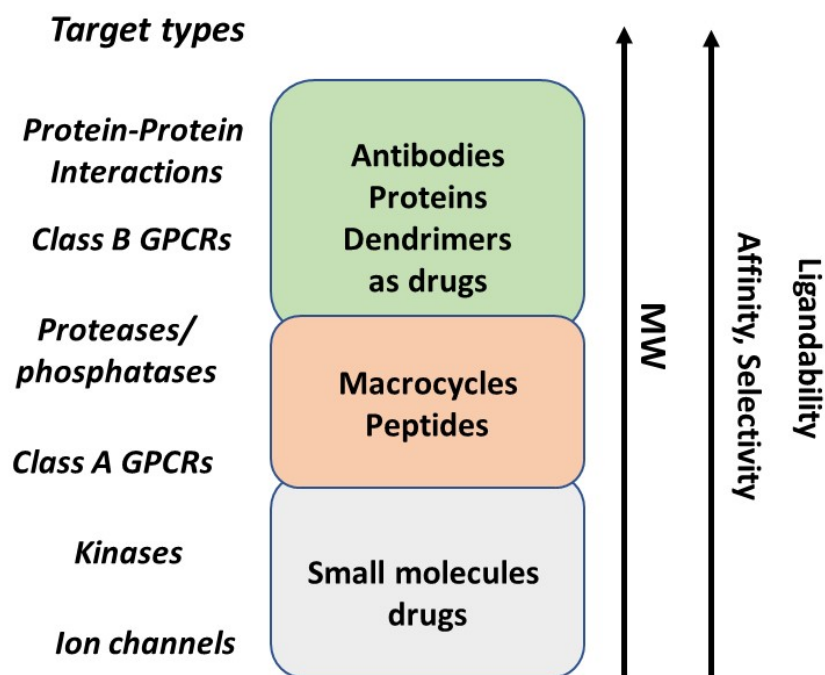 Target types
Protein-Protein
Interactions
Class B GPCRs
Proteases/
phosphatases
Class A GPCRs
Kinases
Ion channels
Antibodies
Proteins
Dendrimers
as drugs
Macrocycles
Peptides
Small molecules
drugs
MW
Affinity, Selectivity
Ligandability